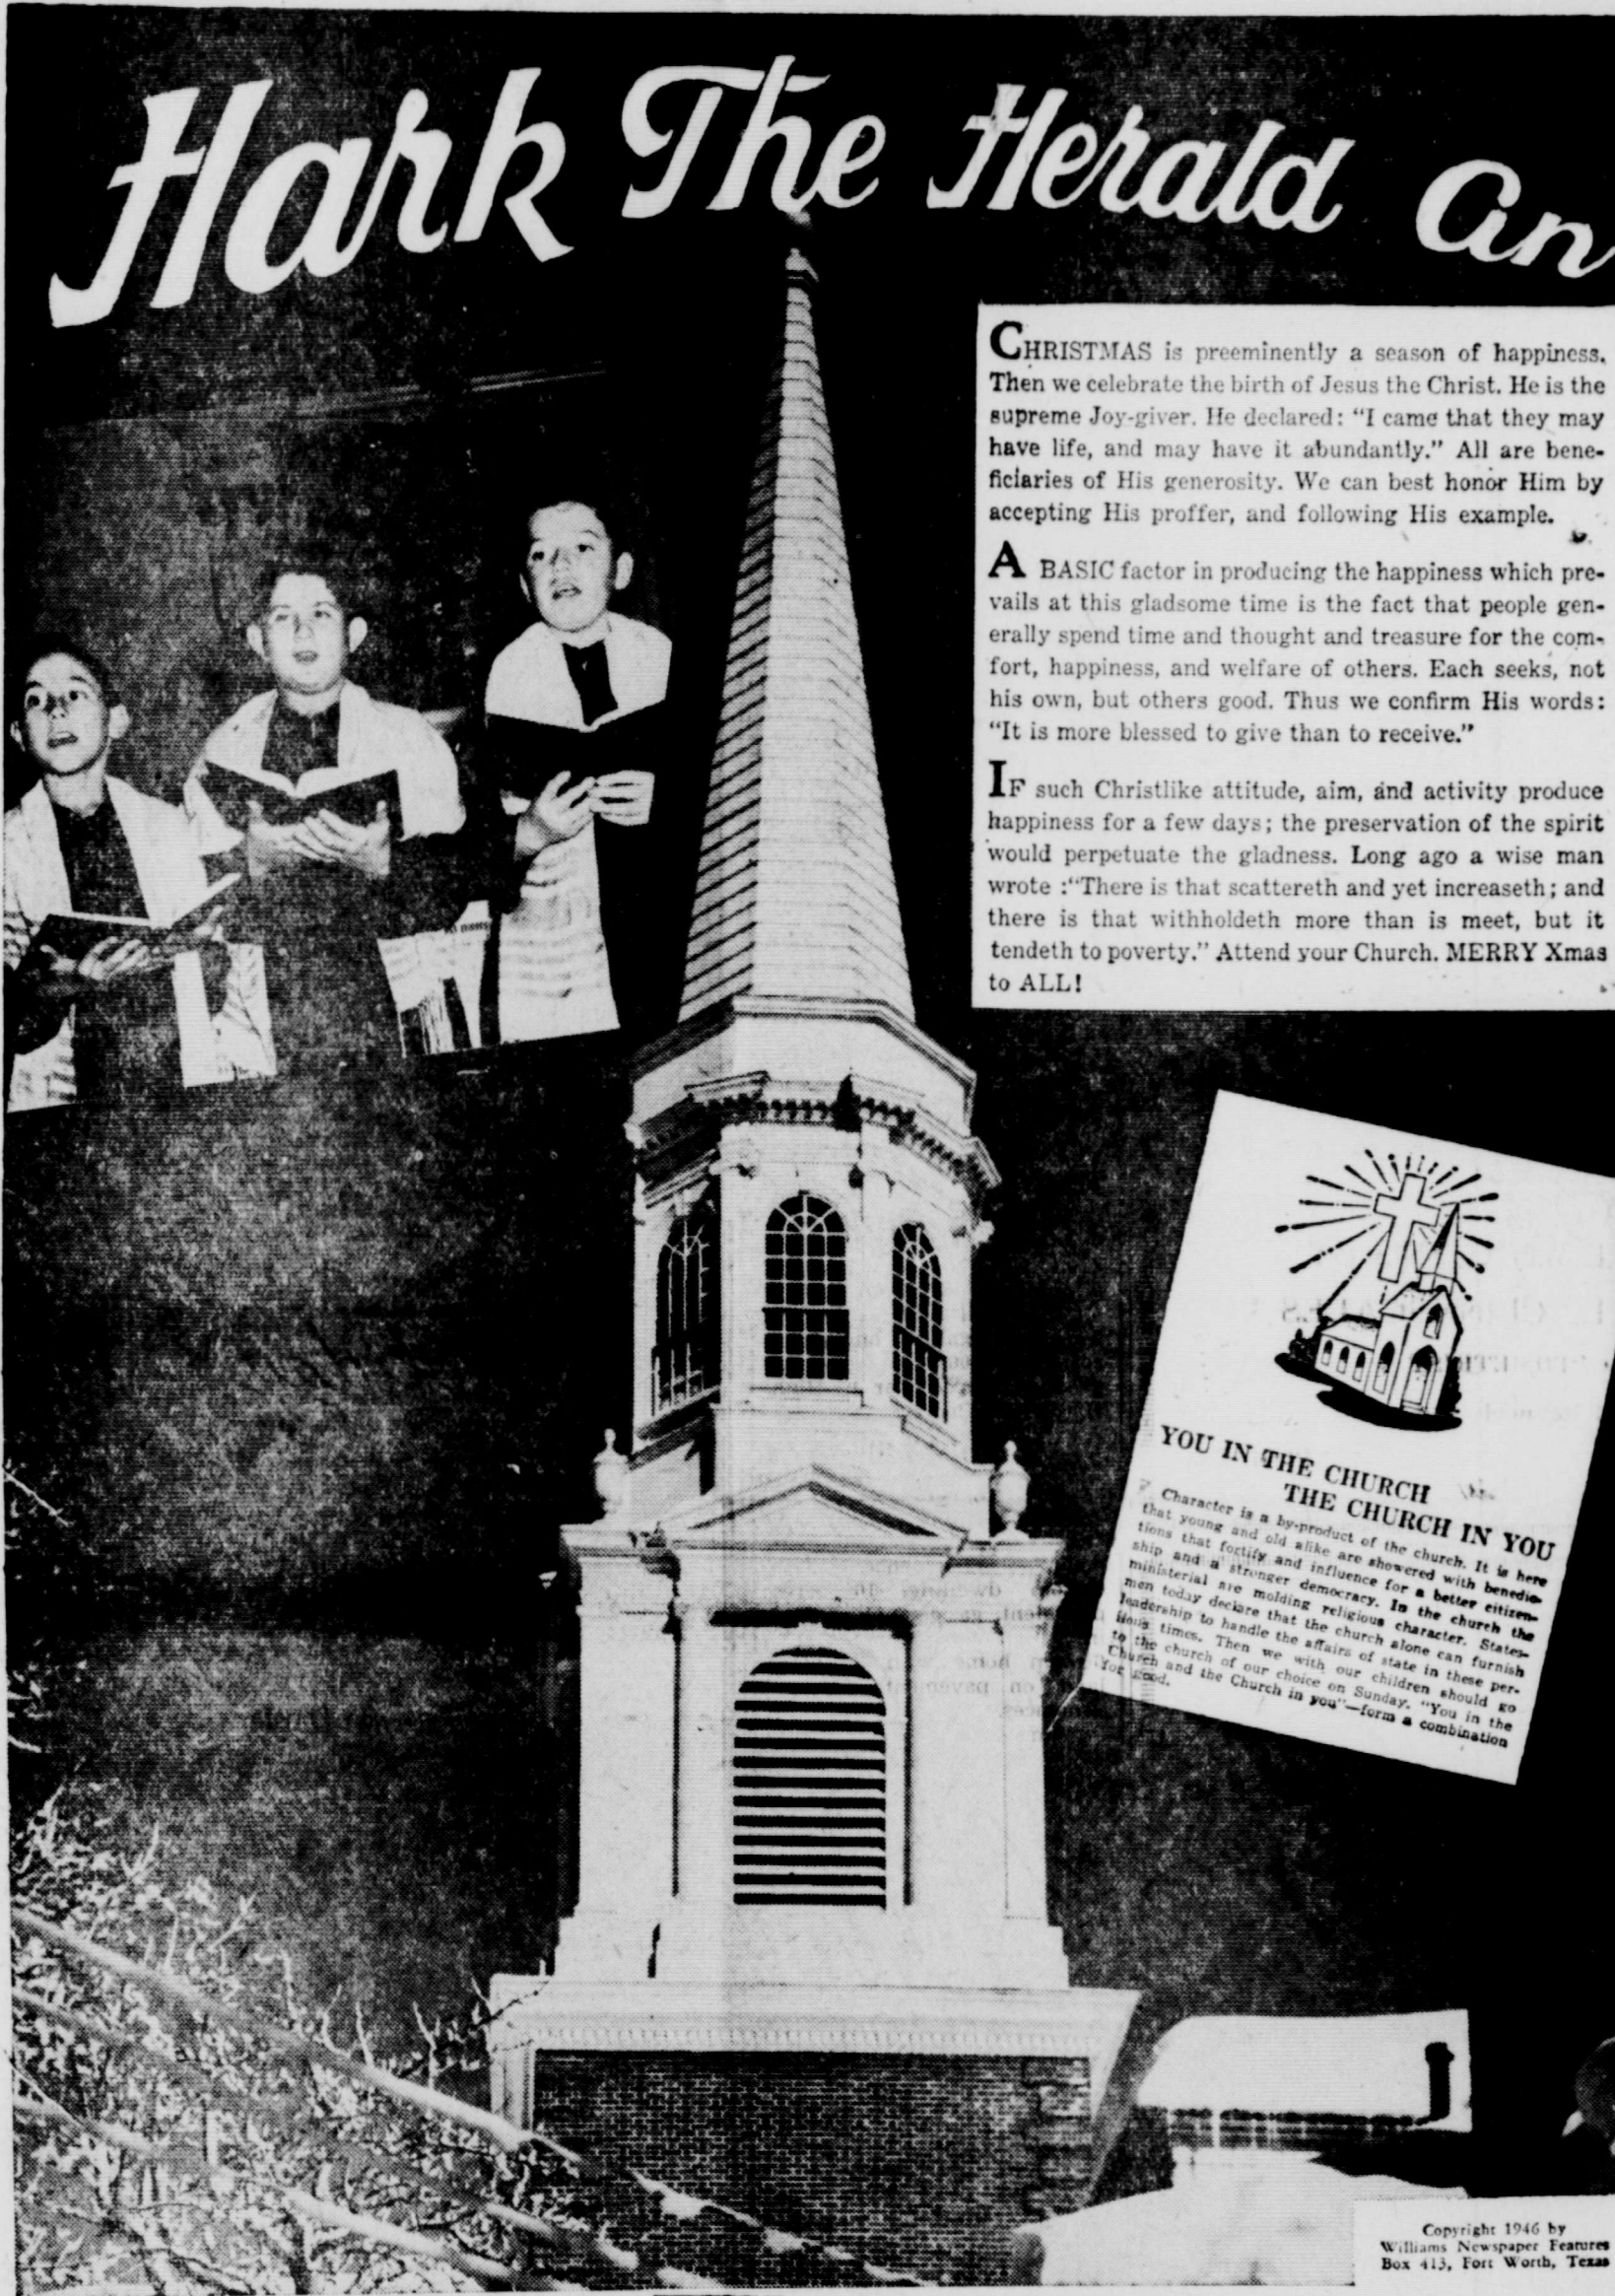 Hark The Herald An
CHRISTMAS is preeminently a season of happiness.
Then we celebrate the birth of Jesus the Christ. He is the
supreme Joy-giver. He declared: “I came that they may
have life, and may have it abundantly.” All are bene-
ficiaries of His generosity. We can best honor Him by
accepting His proffer, and following His example.
A BASIC factor in producing the happiness which pre-
vails at this gladsome time is the fact that people gen-
erally spend time and thought and treasure for the com-
fort, happiness, and welfare of others. Each seeks, not
his own, but others good. Thus we confirm His words:
“It is more blessed to give than to receive.”
IF such Christlike attitude, aim, and activity produce
happiness for a few days; the preservation of the spirit
would perpetuate the gladness. Long ago a wise man
wrote :“There is that scattereth and yet increaseth; and
there is that withholdeth more than is meet, but it
tendeth to poverty.” Attend your Church. MERRY Xmas
to ALL!
YOU IN THE CHURCH
THE CHURCH IN YOU
Character is a by-product of the church. It is here
that young and old alike are showered with benedic-
tions that fortify and influence for a better citizen-
ship and a stronger democracy. In the church the
ministerial are molding religious character. States-
men today declare that the church alone can furnish
leadership to handle the affairs of state in these per-
ilous times. Then we with our children should go
to the church of our choice on Sunday. “You in the
Church and the Church in you”—form a combination
for good.
Copyright 1946 by
Williams Newspaper Features
Box 413, Fort Worth, Texas